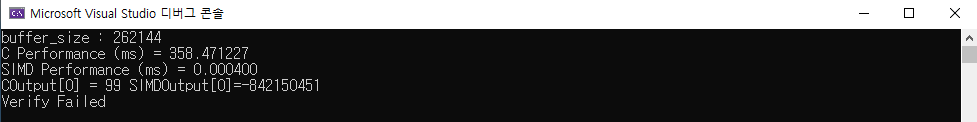 Microsoft Visual Studio 디버그 콘솔
buffer_size : 262144
C Performance (ms) = 358.471227
SIMD Performance (ms) = 0.000400
COutput[0] = 99 SIMDOutput[0]=-842150451
Verify Failed